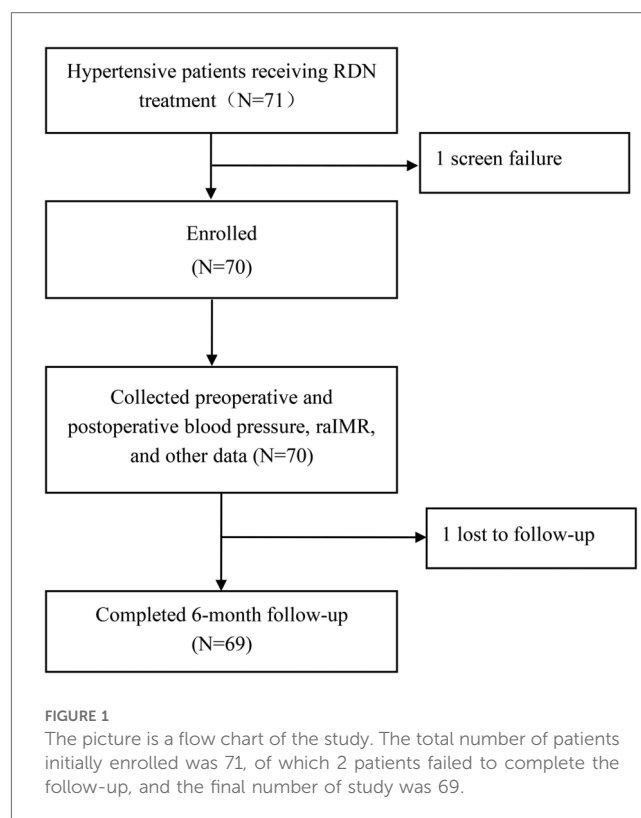 Hypertensive patients receiving RDN
treatment（N=71）
1 screen failure
Enrolled
(N=70)
Collected preoperative and
postoperative blood pressure, raIMR,
and other data (N=70)
1 lost to follow-up
Completed 6-month follow-up
(N=69)
FIGURE 1
The picture is a flow chart of the study. The total number of patients
initially enrolled was 71, of which 2 patients failed to complete the
follow-up, and the final number of study was 69.